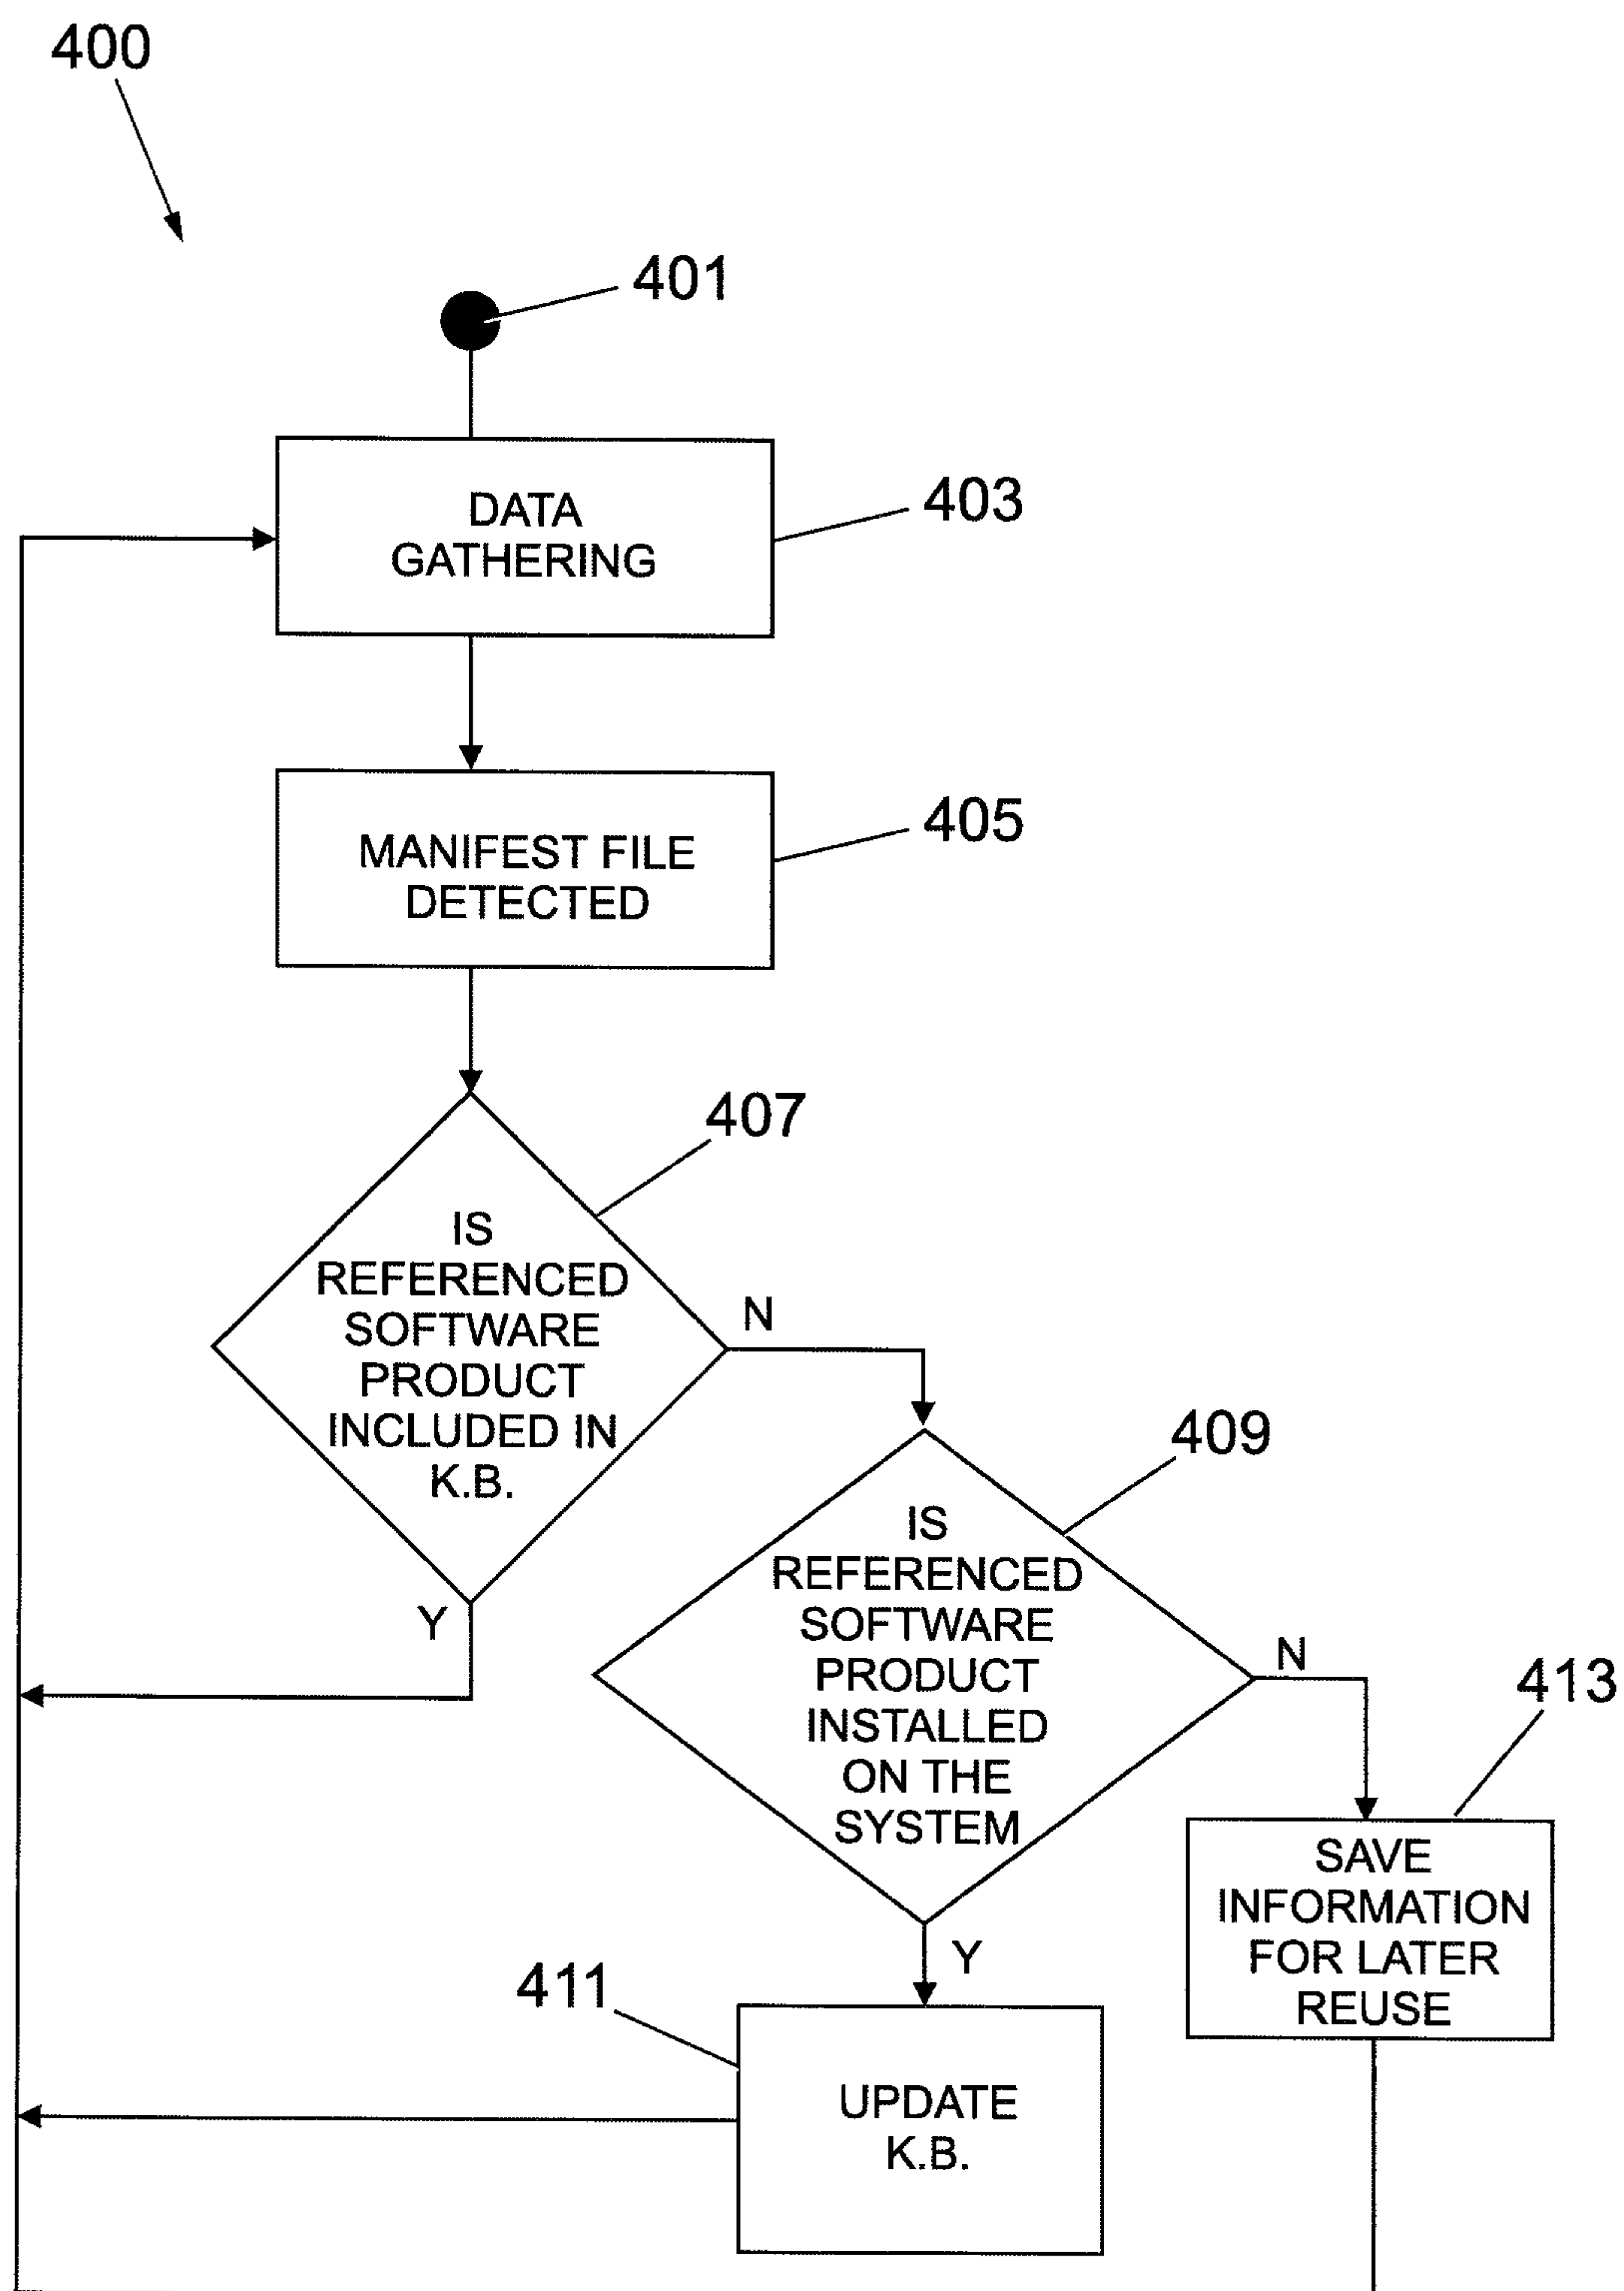 400
401
DATA
GATHERING
403
MANIFEST FILE
DETECTED
405
407
IS
REFERENCED
SOFTWARE
PRODUCT
INCLUDED IN
K.B.
N
Y
409
IS
REFERENCED
SOFTWARE
PRODUCT
INSTALLED
ON THE
SYSTEM
N
Y
413
SAVE
INFORMATION
FOR LATER
REUSE
411
UPDATE
K.B.